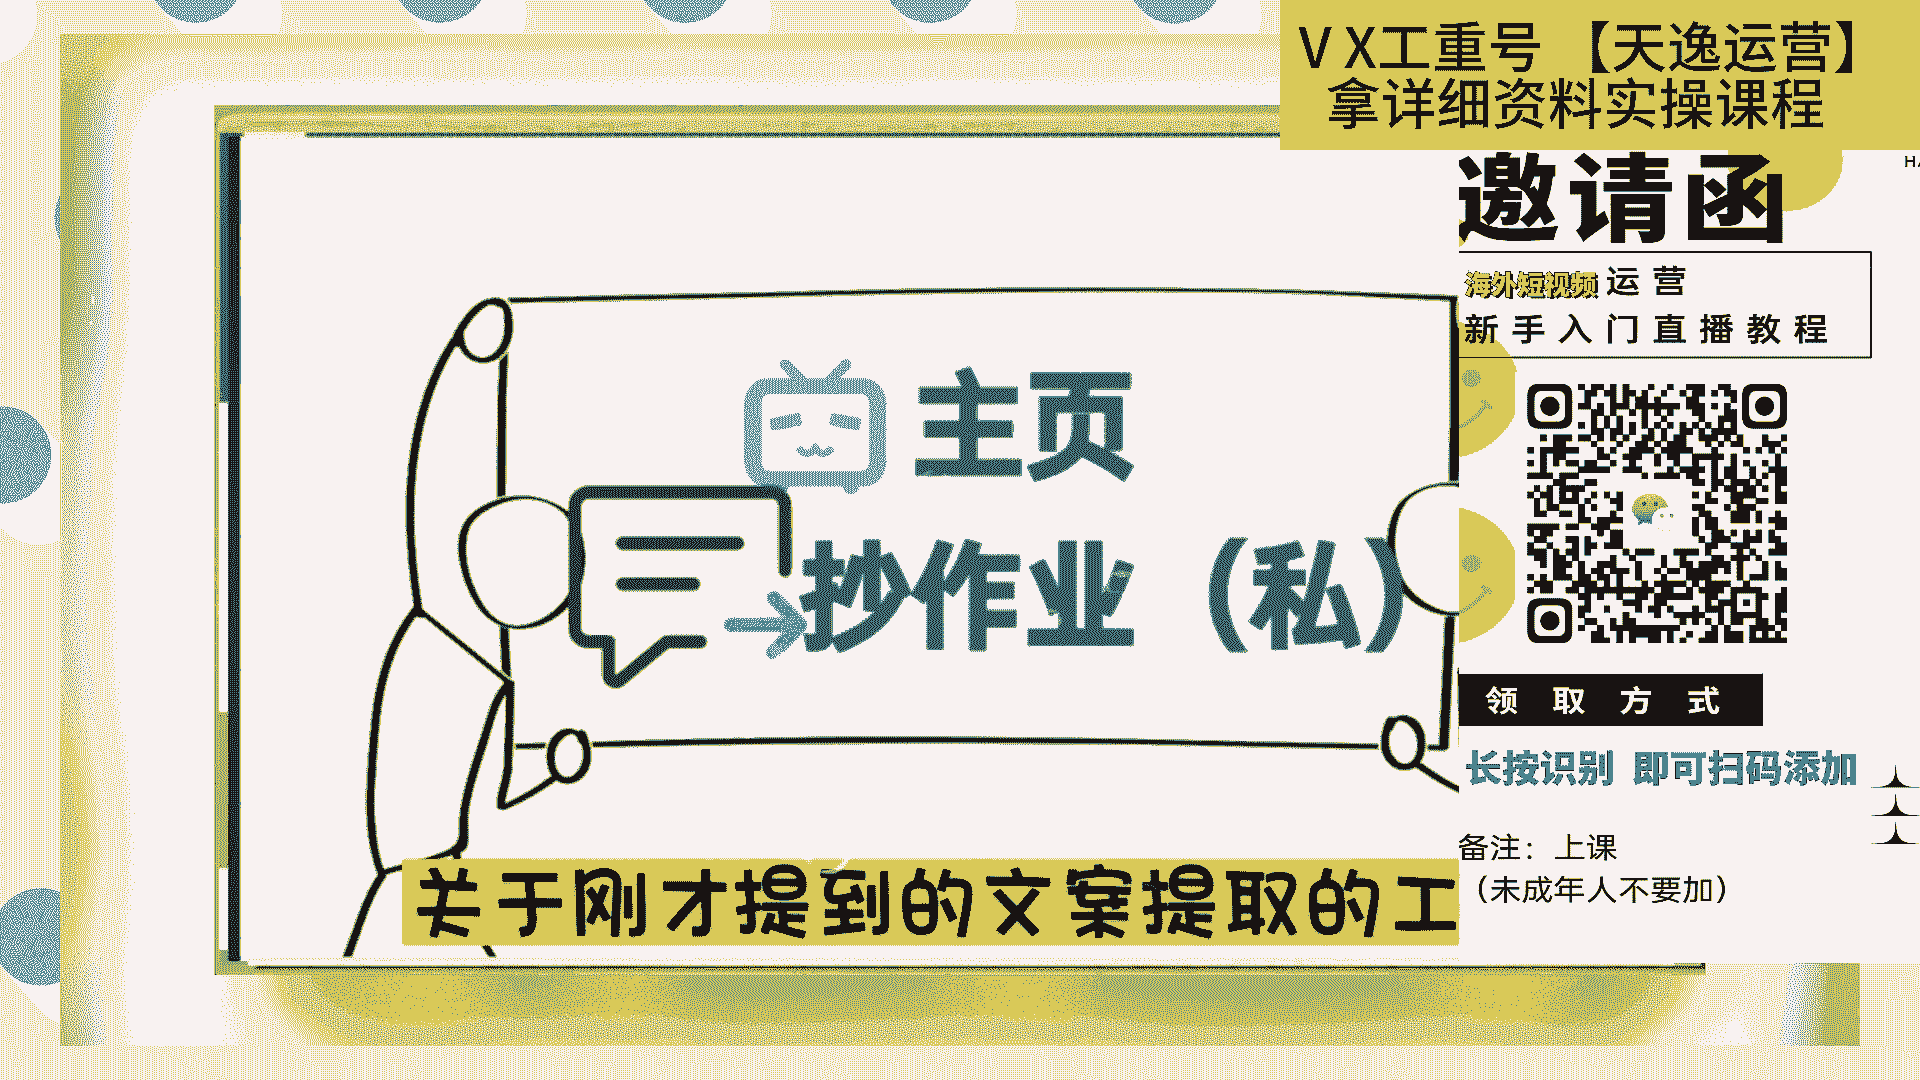 VX工重号【天逸运营】
拿详细资料实操课程
邀请函
HA
海外短视频运营
新手入门直播教程
主页
抄作业（私）
领取方式
长按识别 即可扫码添加
备注：上课
（未成年人不要加）
关于刚才提到的文案提取的工